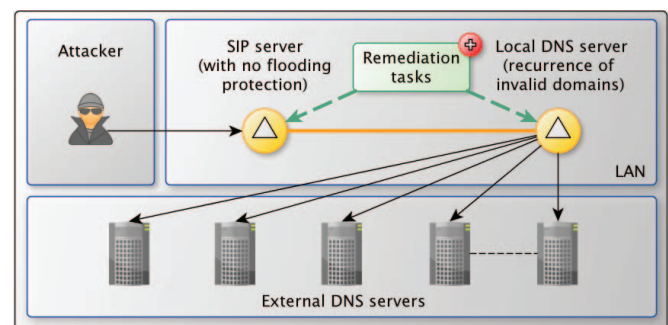 Attacker
SIP server
(with no flooding
protection)
Remediation
tasks
Local DNS server
(recurrence of
invalid domains)
LAN
External DNS servers